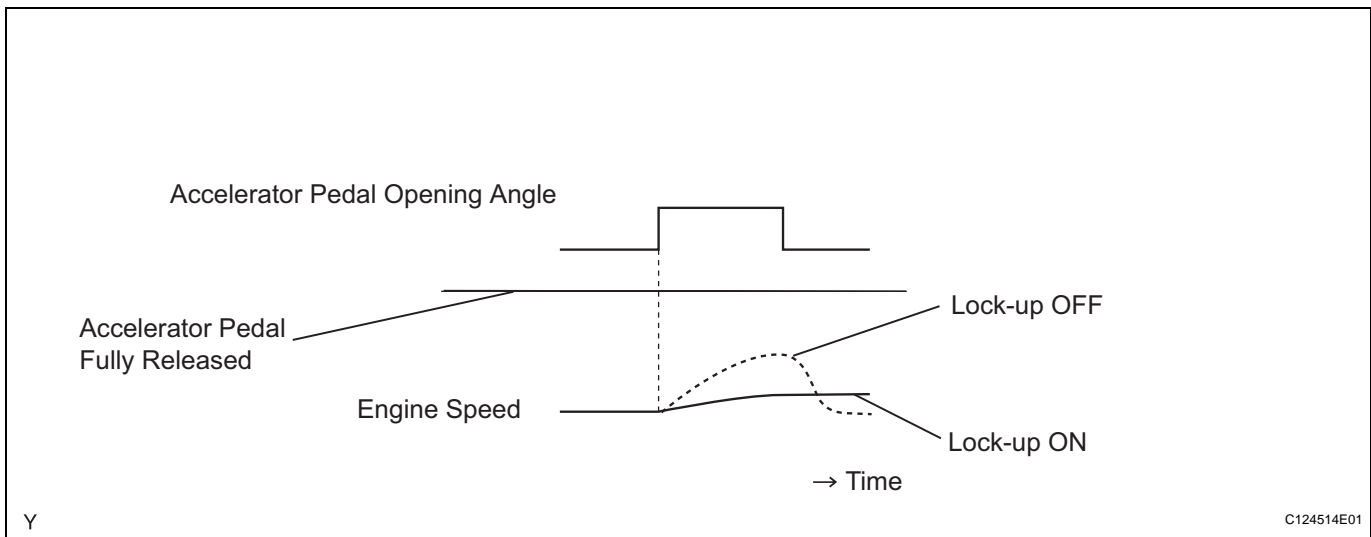 Accelerator Pedal Opening Angle
Lock-up OFF
Accelerator Pedal
Fully Released
Engine Speed
Lock-up ON
→ Time
Y
C124514E01